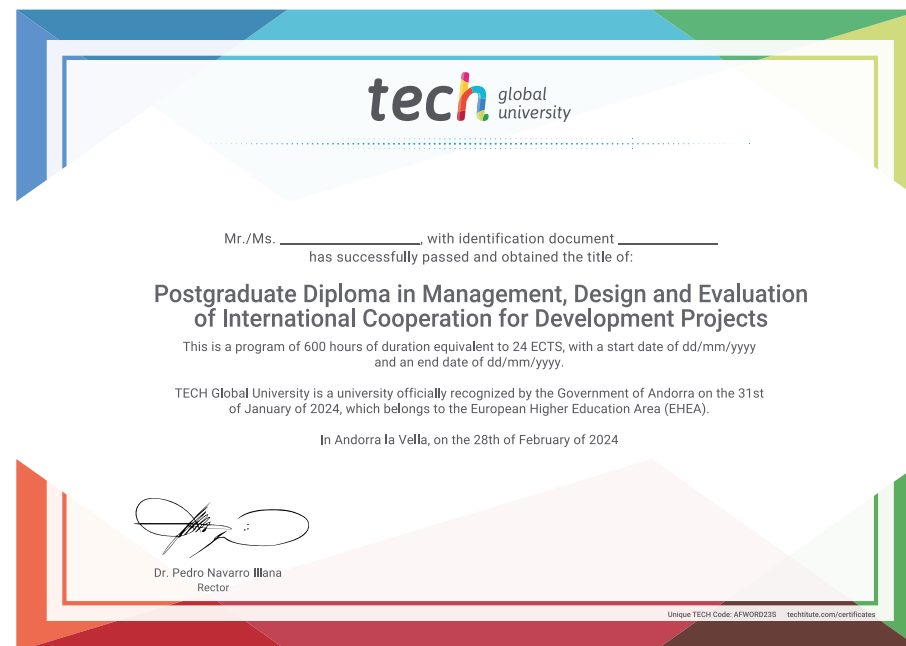 tech global university
Mr./Ms. ____________, with identification document ____________
has successfully passed and obtained the title of:
Postgraduate Diploma in Management, Design and Evaluation
of International Cooperation for Development Projects
This is a program of 600 hours of duration equivalent to 24 ECTS, with a start date of dd/mm/yyyy
and an end date of dd/mm/yyyy.
TECH Global University is a university officially recognized by the Government of Andorra on the 31st
of January of 2024, which belongs to the European Higher Education Area (EHEA).
In Andorra la Vella, on the 28th of February of 2024
Dr. Pedro Navarro Illana
Rector
Unique TECH Code: AFWORD23S techtitute.com/certificates